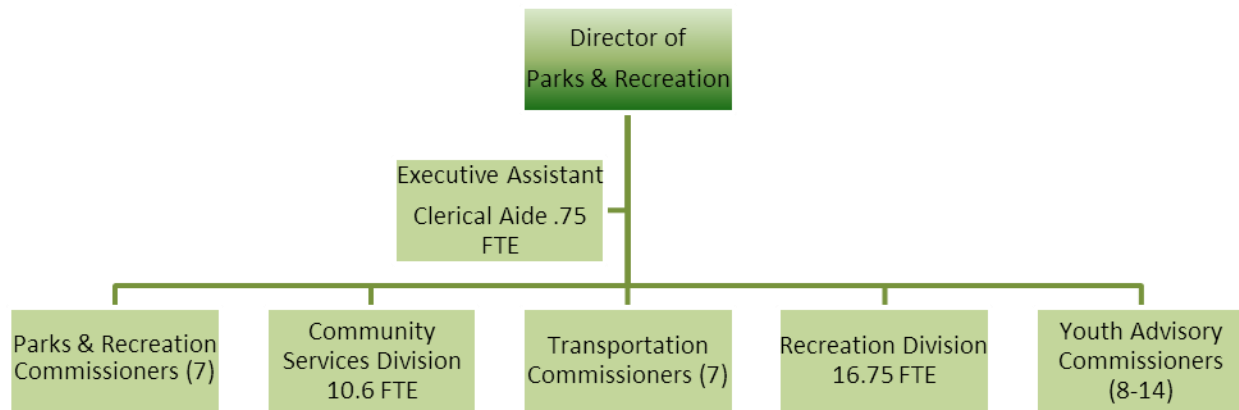 Director of
Parks & Recreation
Executive Assistant
Clerical Aide .75
FTE
Parks & Recreation
Commissioners (7)
Community
Services Division
10.6 FTE
Transportation
Commissioners (7)
Recreation Division
16.75 FTE
Youth Advisory
Commissioners
(8-14)